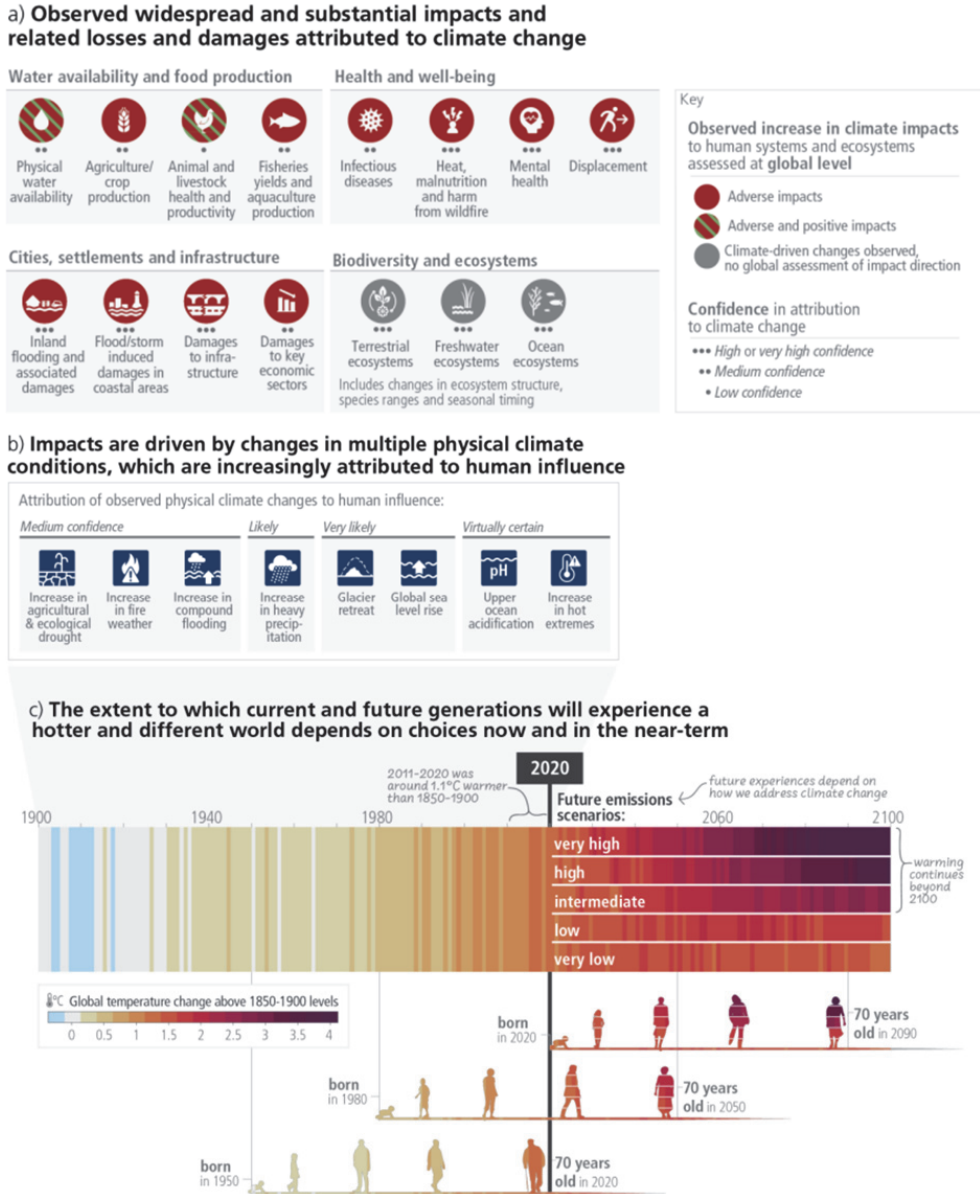 a) Observed widespread and substantial impacts and
related losses and damages attributed to climate change
Water availability and food production
Physical
water
availability
Agriculture/
crop
production
Animal and
livestock
health and
productivity
Fisheries
yields and
aquaculture
production
Health and well-being
Infectious
diseases
Heat,
malnutrition
and harm
from wildfire
Mental
health
Displacement
Cities, settlements and infrastructure
Inland
flooding and
associated
damages
Flood/storm
induced
damages in
coastal areas
Damages
to infra-
structure
Damages
to key
economic
sectors
Biodiversity and ecosystems
Terrestrial
ecosystems
Freshwater
ecosystems
Ocean
ecosystems
Includes changes in ecosystem structure,
species ranges and seasonal timing
Key
Observed increase in climate impacts
to human systems and ecosystems
assessed at global level
Adverse impacts
Adverse and positive impacts
Climate-driven changes observed,
no global assessment of impact direction
Confidence in attribution
to climate change
••• High or very high confidence
•• Medium confidence
• Low confidence
b) Impacts are driven by changes in multiple physical climate
conditions, which are increasingly attributed to human influence
Attribution of observed physical climate changes to human influence:
Medium confidence
Increase in
agricultural
& ecological
drought
Increase
in fire
weather
Increase in
compound
flooding
Likely
Increase
in heavy
precip-
itation
Very likely
Glacier
retreat
Global sea
level rise
Virtually certain
pH
Upper
ocean
acidification
Increase
in hot
extremes
c) The extent to which current and future generations will experience a
hotter and different world depends on choices now and in the near-term
2011-2020 was
around 1.1°C warmer
than 1850-1900
2020
future experiences depend on
how we address climate change
Future emissions
scenarios:
1900 1940 1980 2060 2100
very high
high
intermediate
low
very low
warming
continues
beyond
2100
°C Global temperature change above 1850-1900 levels
0 0.5 1 1.5 2 2.5 3 3.5 4
born
in 2020
70 years
old in 2090
born
in 1980
70 years
old in 2050
born
in 1950
70 years
old in 2020